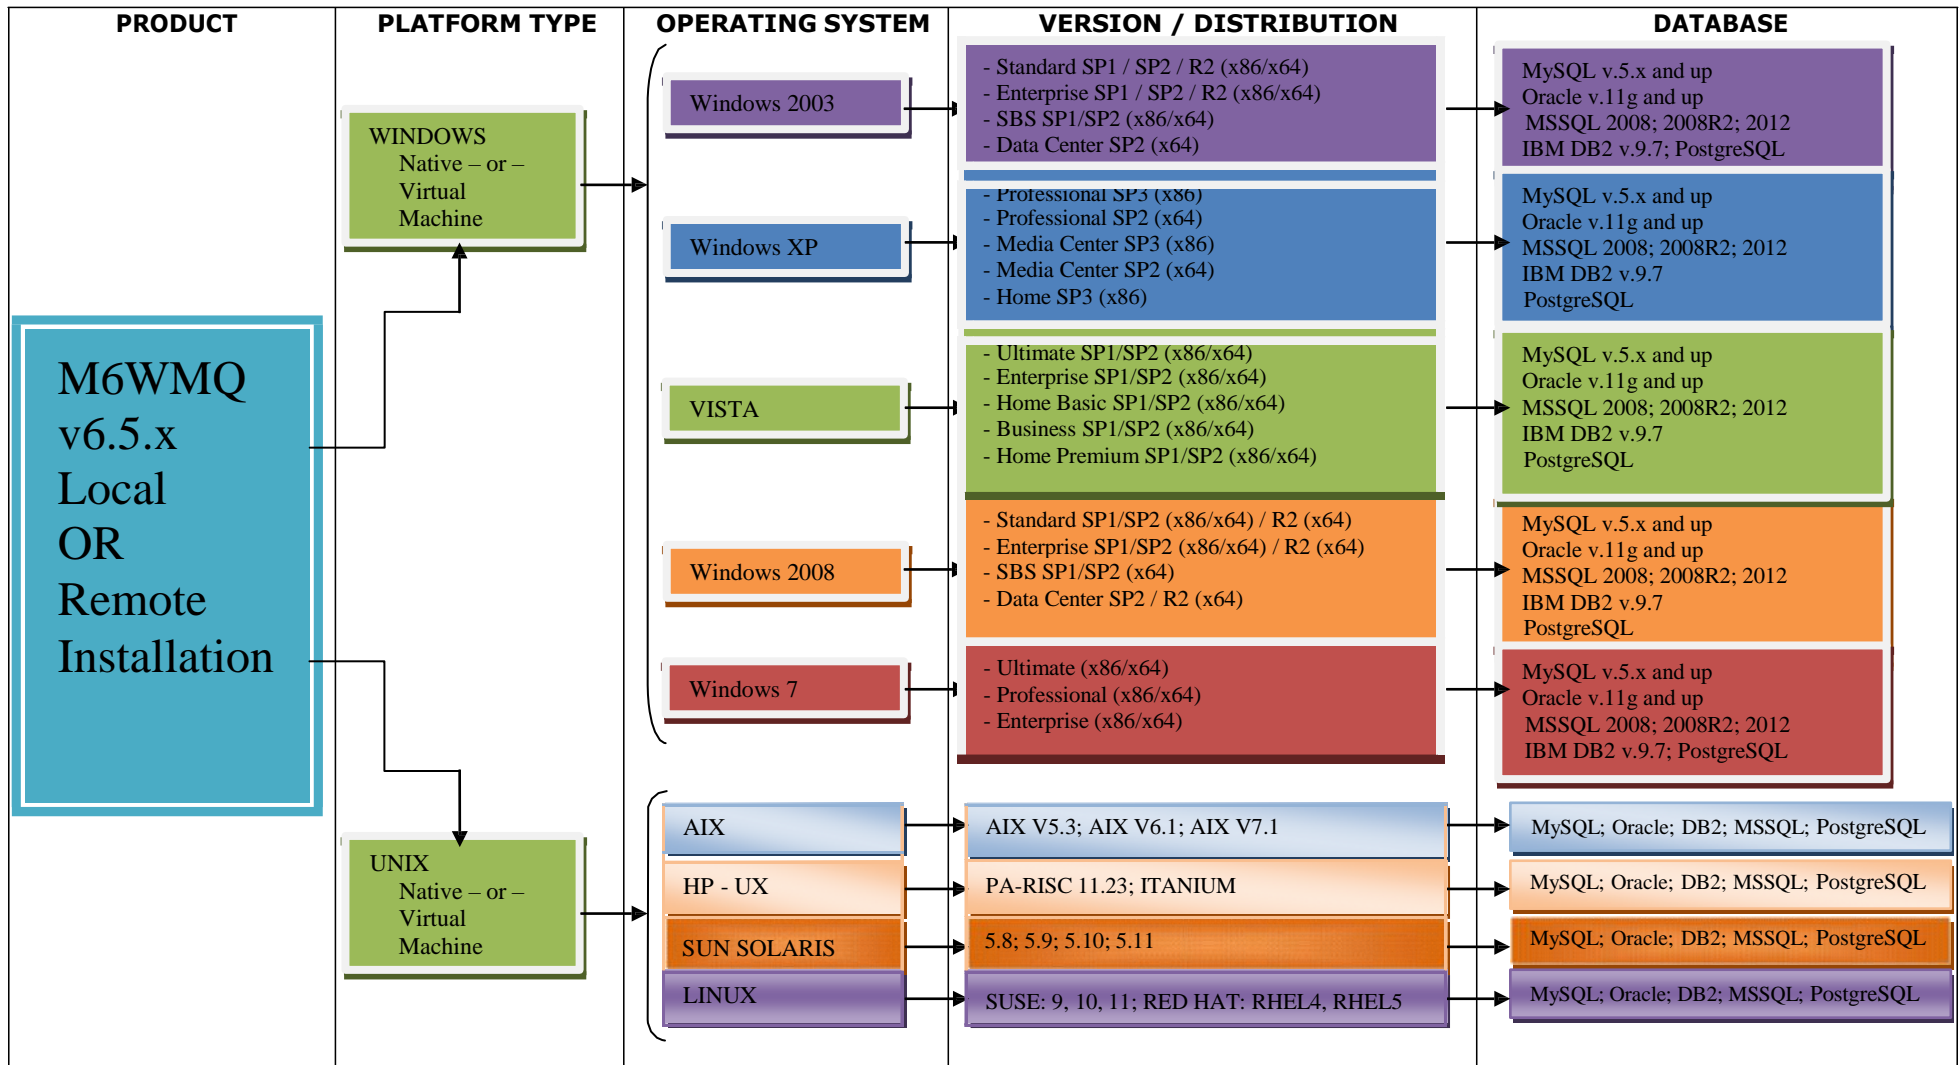 PRODUCT
PLATFORM TYPE
OPERATING SYSTEM
VERSION / DISTRIBUTION
DATABASE
M6WMQ
v6.5.x
Local
OR
Remote
Installation
WINDOWS
Native – or –
Virtual
Machine
Windows 2003
- Standard SP1 / SP2 / R2 (x86/x64)
- Enterprise SP1 / SP2 / R2 (x86/x64)
- SBS SP1/SP2 (x86/x64)
- Data Center SP2 (x64)
MySQL v.5.x and up
Oracle v.11g and up
MSSQL 2008; 2008R2; 2012
IBM DB2 v.9.7; PostgreSQL
Windows XP
- Professional SP3 (x86)
- Professional SP2 (x64)
- Media Center SP3 (x86)
- Media Center SP2 (x64)
- Home SP3 (x86)
MySQL v.5.x and up
Oracle v.11g and up
MSSQL 2008; 2008R2; 2012
IBM DB2 v.9.7
PostgreSQL
VISTA
- Ultimate SP1/SP2 (x86/x64)
- Enterprise SP1/SP2 (x86/x64)
- Home Basic SP1/SP2 (x86/x64)
- Business SP1/SP2 (x86/x64)
- Home Premium SP1/SP2 (x86/x64)
MySQL v.5.x and up
Oracle v.11g and up
MSSQL 2008; 2008R2; 2012
IBM DB2 v.9.7
PostgreSQL
Windows 2008
- Standard SP1/SP2 (x86/x64) / R2 (x64)
- Enterprise SP1/SP2 (x86/x64) / R2 (x64)
- SBS SP1/SP2 (x64)
- Data Center SP2 / R2 (x64)
MySQL v.5.x and up
Oracle v.11g and up
MSSQL 2008; 2008R2; 2012
IBM DB2 v.9.7
PostgreSQL
Windows 7
- Ultimate (x86/x64)
- Professional (x86/x64)
- Enterprise (x86/x64)
MySQL v.5.x and up
Oracle v.11g and up
MSSQL 2008; 2008R2; 2012
IBM DB2 v.9.7; PostgreSQL
UNIX
Native – or –
Virtual
Machine
AIX
AIX V5.3; AIX V6.1; AIX V7.1
MySQL; Oracle; DB2; MSSQL; PostgreSQL
HP - UX
PA-RISC 11.23; ITANIUM
MySQL; Oracle; DB2; MSSQL; PostgreSQL
SUN SOLARIS
5.8; 5.9; 5.10; 5.11
MySQL; Oracle; DB2; MSSQL; PostgreSQL
LINUX
SUSE: 9, 10, 11; RED HAT: RHEL4, RHEL5
MySQL; Oracle; DB2; MSSQL; PostgreSQL